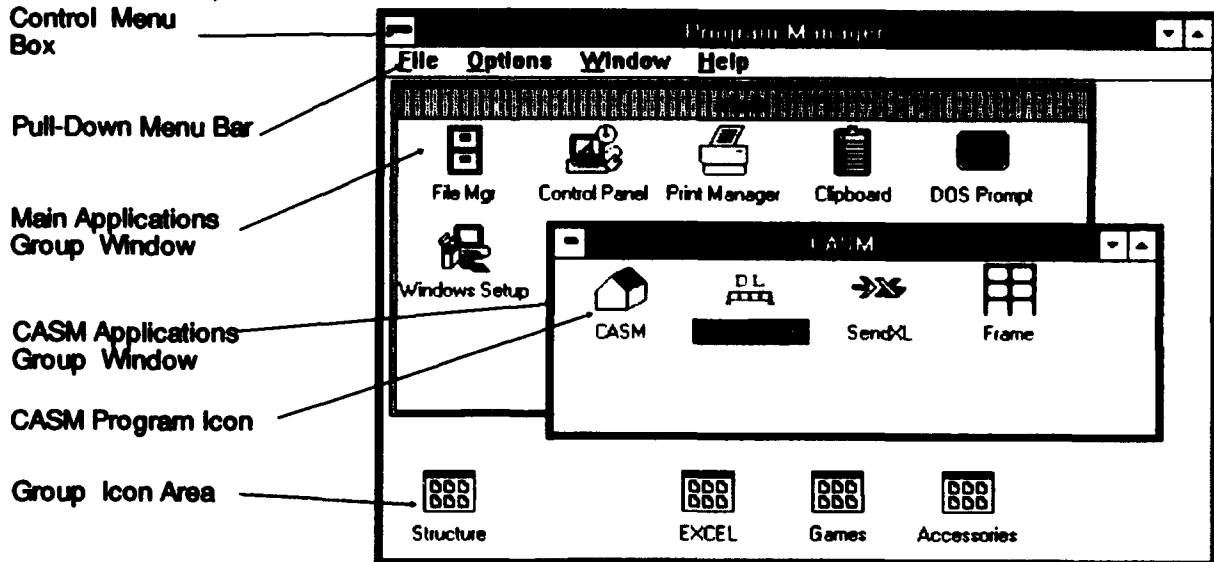 Control Menu
Box
Program Manager
File Options Window Help
Pull-Down Menu Bar
File Mgr Control Panel Print Manager Clipboard DOS Prompt
Main Applications
Group Window
CASM
Windows Setup
D L
CASM SendXL Frame
CASM Applications
Group Window
CASM Program Icon
Group Icon Area
Structure EXCEL Games Accessories